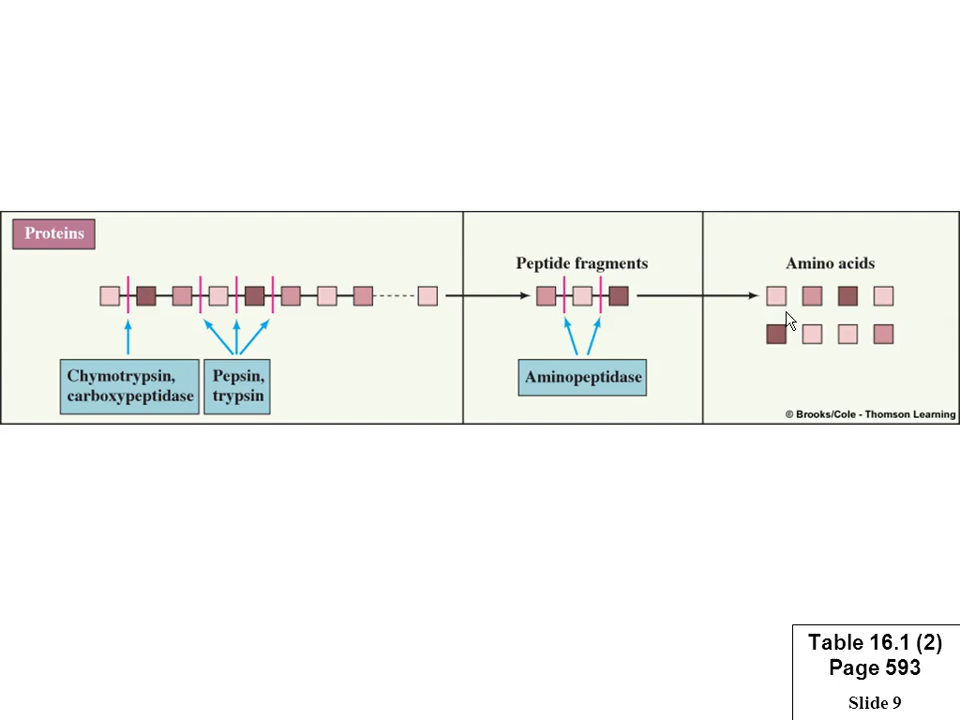 Proteins
Peptide fragments
Amino acids
Chymotrypsin,
carboxypeptidase
Pepsin,
trypsin
Aminopeptidase
© Brooks/Cole - Thomson Learning
Table 16.1 (2)
Page 593
Slide 9